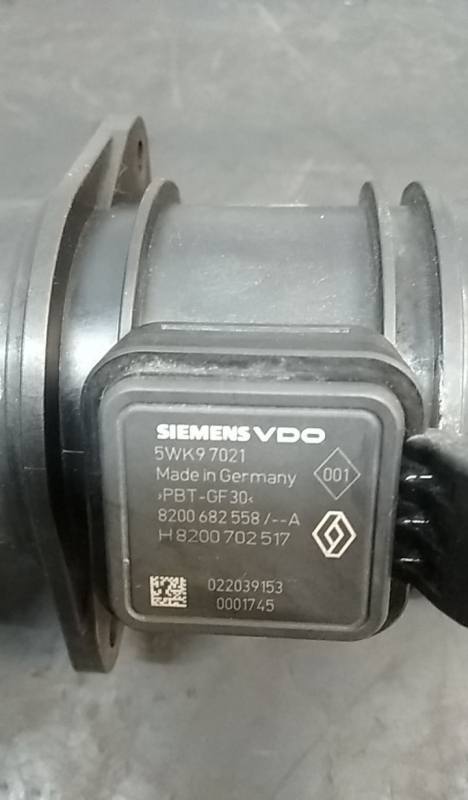 SIEMENS VDO
5WK9 7021
Made in Germany
001
>PBT-GF30<
8200 682 558 /--A
H 8200 702 517
022039153
0001745